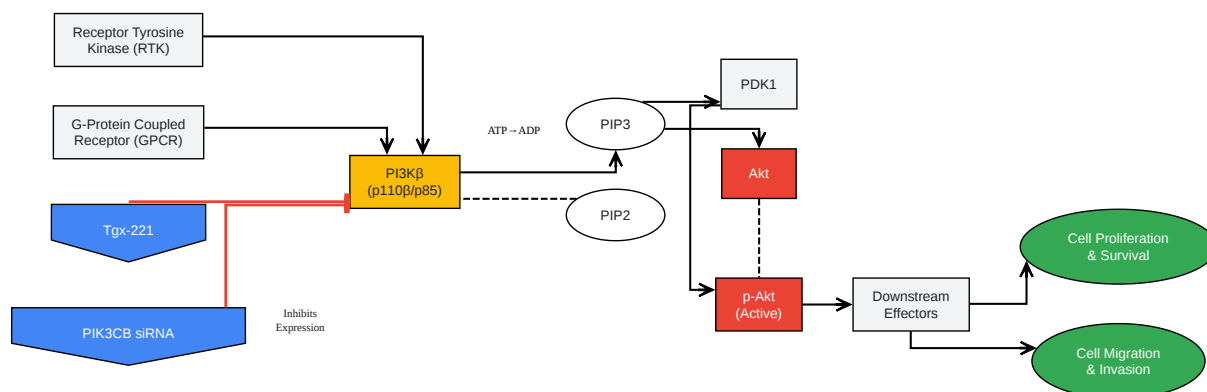 Receptor Tyrosine
Kinase (RTK)
G-Protein Coupled
Receptor (GPCR)
Tgx-221
PIK3CB siRNA
Inhibits
Expression
PI3Kβ
(p110β/p85)
ATP→ADP
PIP3
PIP2
PDK1
Akt
p-Akt
(Active)
Downstream
Effectors
Cell Proliferation
& Survival
Cell Migration
& Invasion